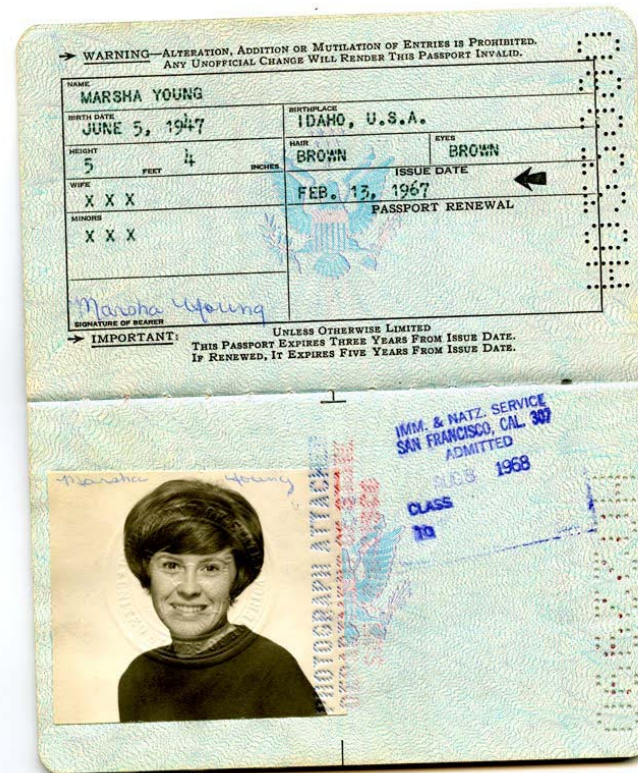 → WARNING—ALTERATION, ADDITION OR MUTILATION OF ENTRIES IS PROHIBITED.
ANY UNOFFICIAL CHANGE WILL RENDER THIS PASSPORT INVALID.
NAME
MARSHA YOUNG
BIRTH DATE BIRTHPLACE
JUNE 5, 1947 IDAHO, U.S.A.
HEIGHT HAIR EYES
5 FEET 4 INCHES BROWN BROWN
WIFE ISSUE DATE
X X X FEB. 13, 1967
MINORS PASSPORT RENEWAL
X X X
Marsha Young
SIGNATURE OF BEARER
→ IMPORTANT: UNLESS OTHERWISE LIMITED
THIS PASSPORT EXPIRES THREE YEARS FROM ISSUE DATE.
IF RENEWED, IT EXPIRES FIVE YEARS FROM ISSUE DATE.
IMM. & NATZ. SERVICE
SAN FRANCISCO, CAL. 307
ADMITTED
AUG 8 1968
CLASS
TO
Marsha Young
PHOTOGRAPH ATTACHED